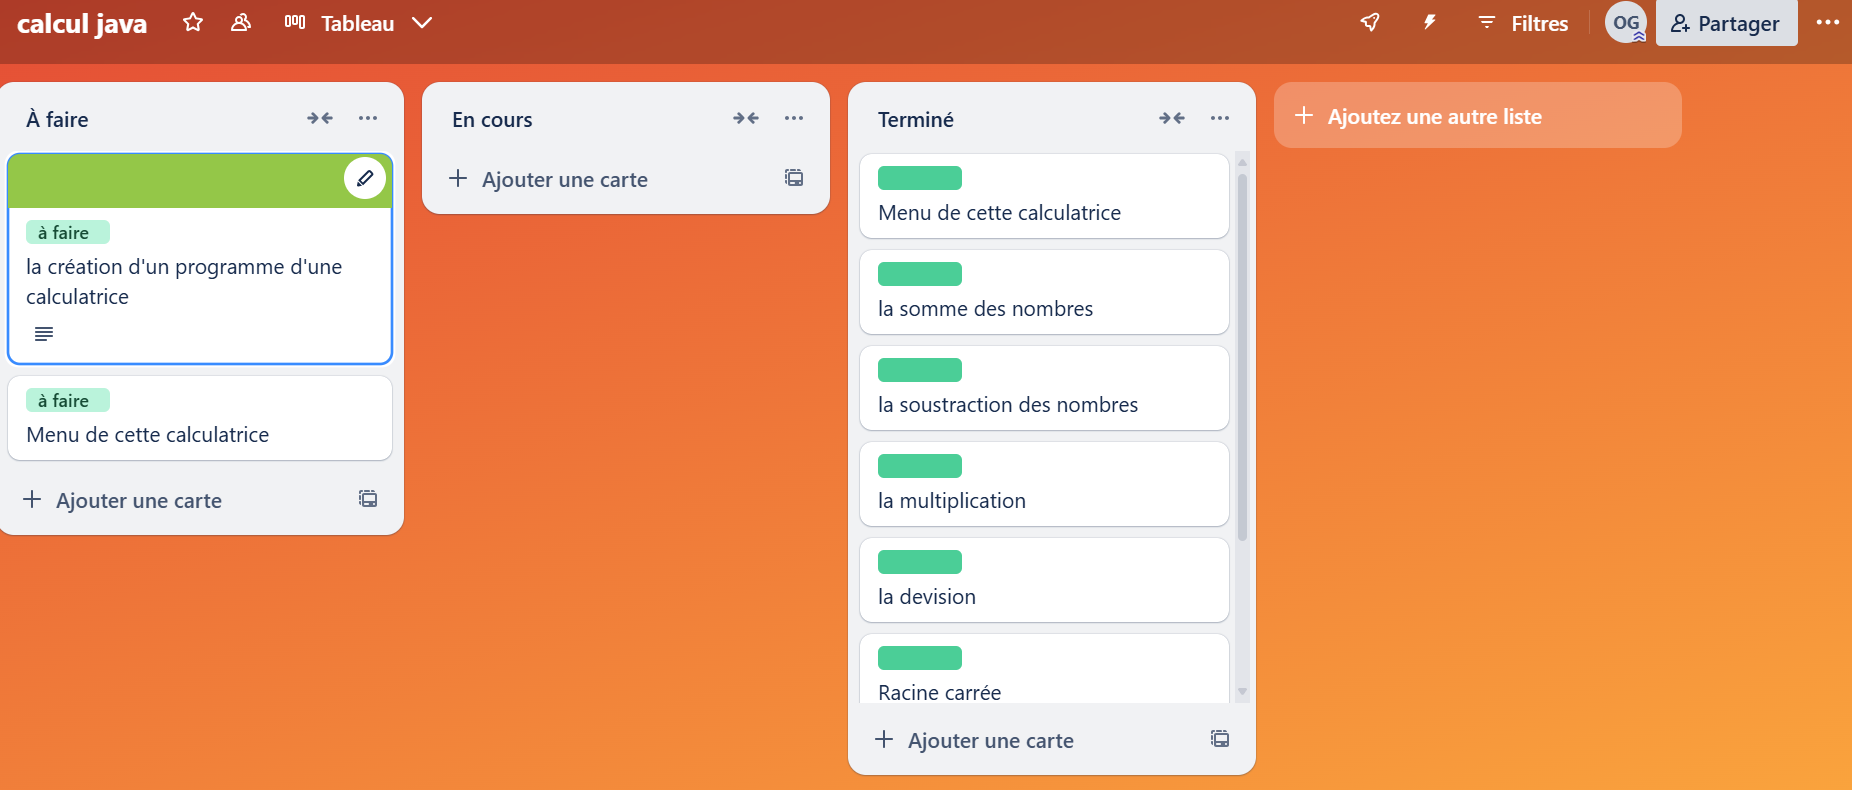 calcul java
Tableau
Filtres
OG
Partager
À faire
à faire
la création d'un programme d'une
calculatrice
à faire
Menu de cette calculatrice
Ajouter une carte
En cours
Ajouter une carte
Terminé
Menu de cette calculatrice
la somme des nombres
la soustraction des nombres
la multiplication
la devision
Racine carrée
Ajouter une carte
Ajoutez une autre liste